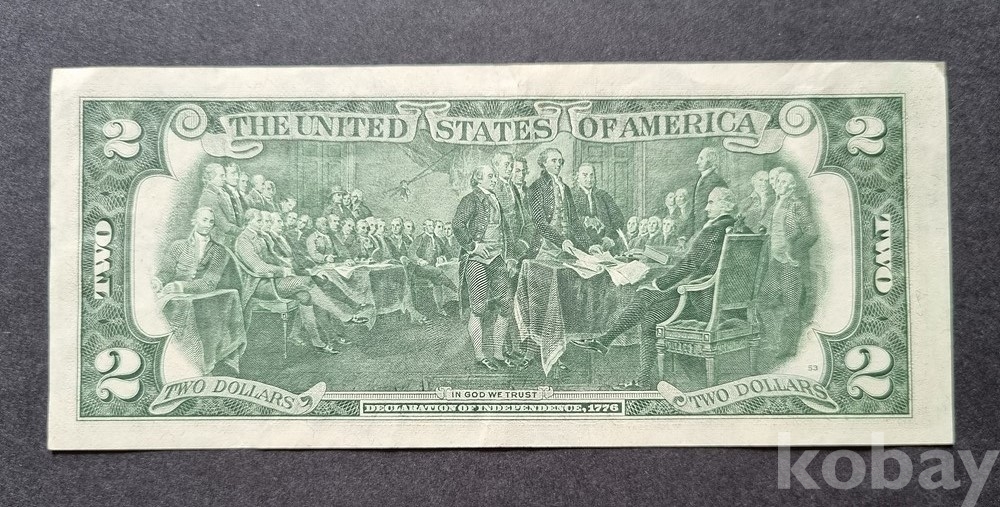 THE UNITED STATES OF AMERICA
2
2
TWO
TWO
2
2
53
TWO DOLLARS
TWO DOLLARS
IN GOD WE TRUST
DECLARATION OF INDEPENDENCE, 1776
kobay